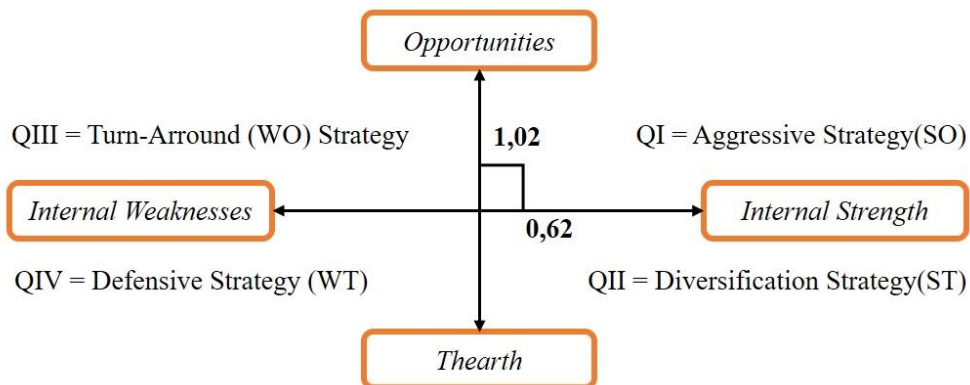 Opportunities
QIII = Turn-Arround (WO) Strategy
1,02
QI = Aggressive Strategy(SO)
Internal Weaknesses
0,62
Internal Strength
QIV = Defensive Strategy (WT)
QII = Diversification Strategy(ST)
Thearth